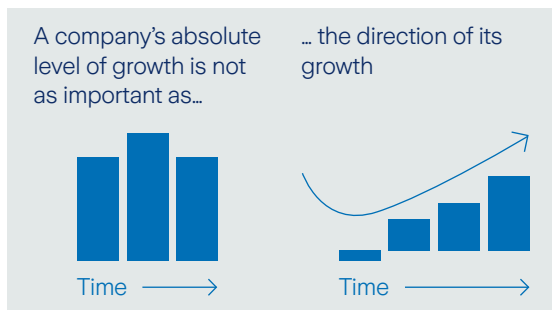 A company’s absolute
level of growth is not
as important as…
… the direction of its
growth
Time
Time